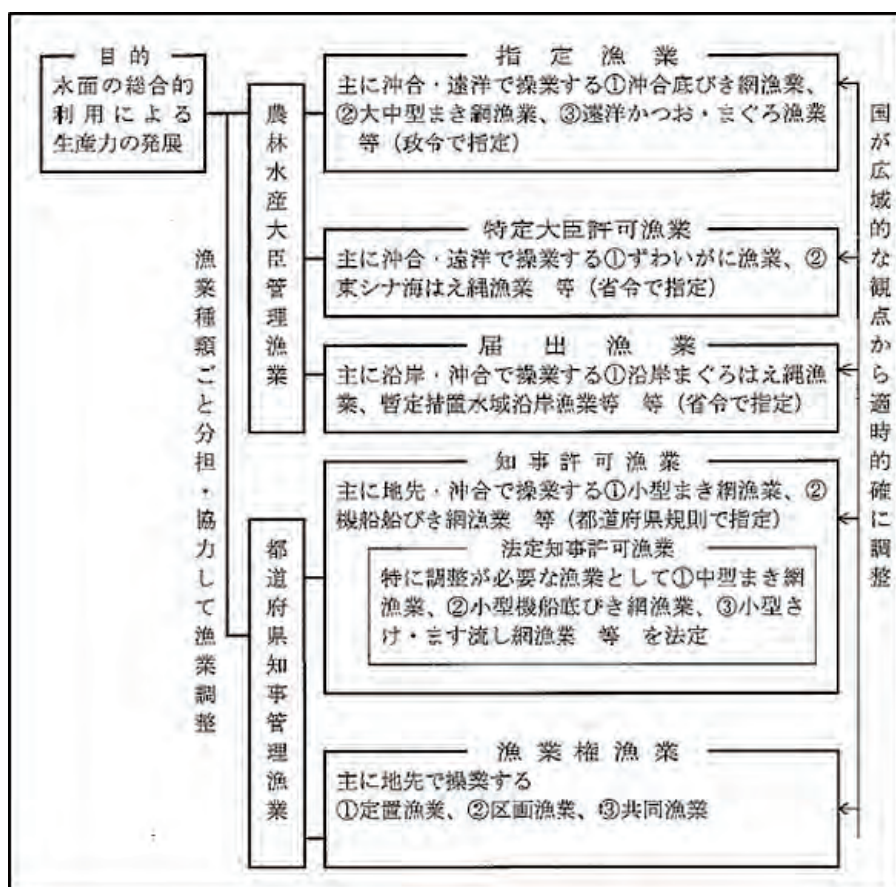 目的
水面の総合的
利用による
生産力の発展
漁業種類ごと分担・協力して漁業調整
農林水産大臣管理漁業
指定漁業
主に沖合・遠洋で操業する①沖合底びき網漁業、
②大中型まき網漁業、③遠洋かつお・まぐろ漁業
等（政令で指定）
特定大臣許可漁業
主に沖合・遠洋で操業する①ずわいがに漁業、②
東シナ海はえ縄漁業　等（省令で指定）
届出漁業
主に沿岸・沖合で操業する①沿岸まぐろはえ縄漁
業、暫定措置水域沿岸漁業等　等（省令で指定）
都道府県知事管理漁業
知事許可漁業
主に地先・沖合で操業する①小型まき網漁業、②
機船船びき網漁業　等（都道府県規則で指定）
法定知事許可漁業
特に調整が必要な漁業として①中型まき網
漁業、②小型機船底びき網漁業、③小型さ
け・ます流し網漁業　等　を法定
漁業権漁業
主に地先で操業する
①定置漁業、②区画漁業、③共同漁業
国が広域的な観点から適時的確に調整